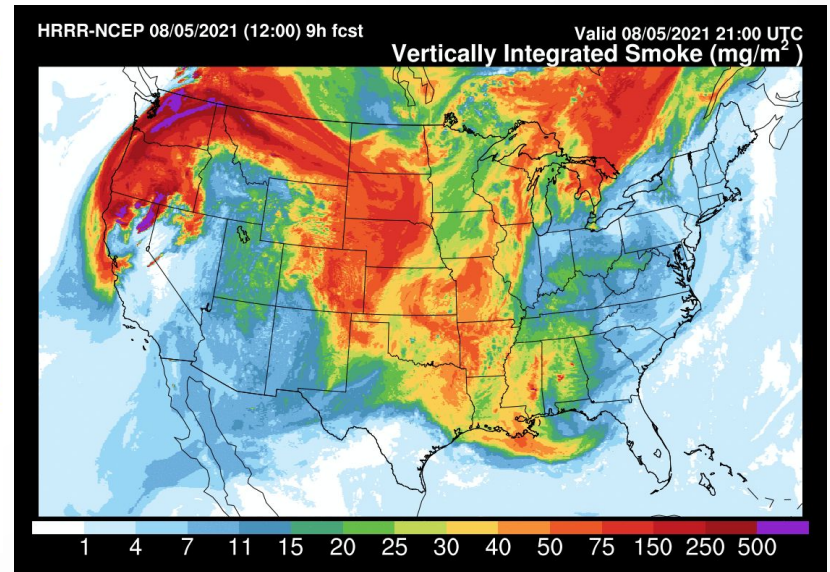 HRRR-NCEP 08/05/2021 (12:00) 9h fcst
Valid 08/05/2021 21:00 UTC
Vertically Integrated Smoke (mg/m²)
1 4 7 11 15 20 25 30 40 50 75 150 250 500